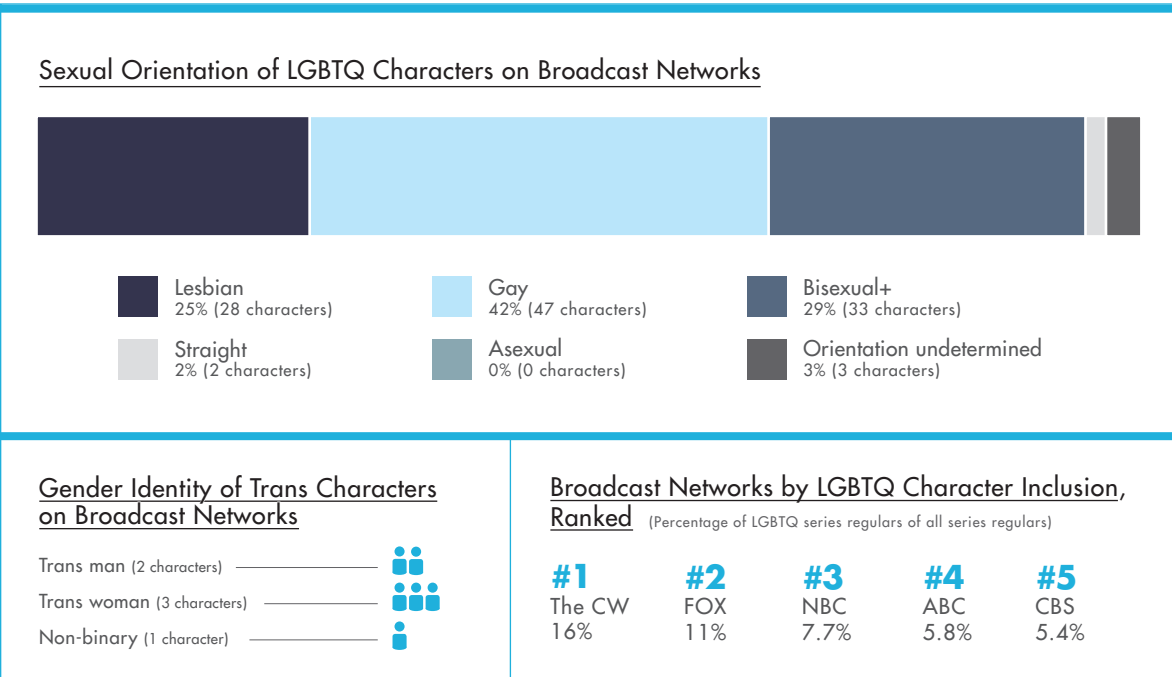 Sexual Orientation of LGBTQ Characters on Broadcast Networks
Lesbian
25% (28 characters)
Gay
42% (47 characters)
Bisexual+
29% (33 characters)
Straight
2% (2 characters)
Asexual
0% (0 characters)
Orientation undetermined
3% (3 characters)
Gender Identity of Trans Characters
on Broadcast Networks
Trans man (2 characters)
Trans woman (3 characters)
Non-binary (1 character)
Broadcast Networks by LGBTQ Character Inclusion,
Ranked (Percentage of LGBTQ series regulars of all series regulars)
#1
The CW
16%
#2
FOX
11%
#3
NBC
7.7%
#4
ABC
5.8%
#5
CBS
5.4%